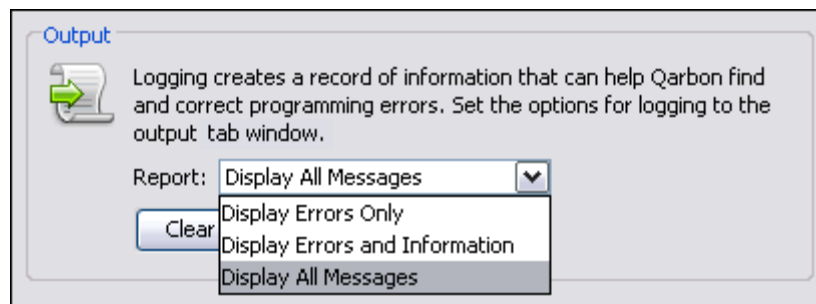 Output
Logging creates a record of information that can help Qarbon find
and correct programming errors. Set the options for logging to the
output tab window.
Report: Display All Messages
Clear
Display Errors Only
Display Errors and Information
Display All Messages